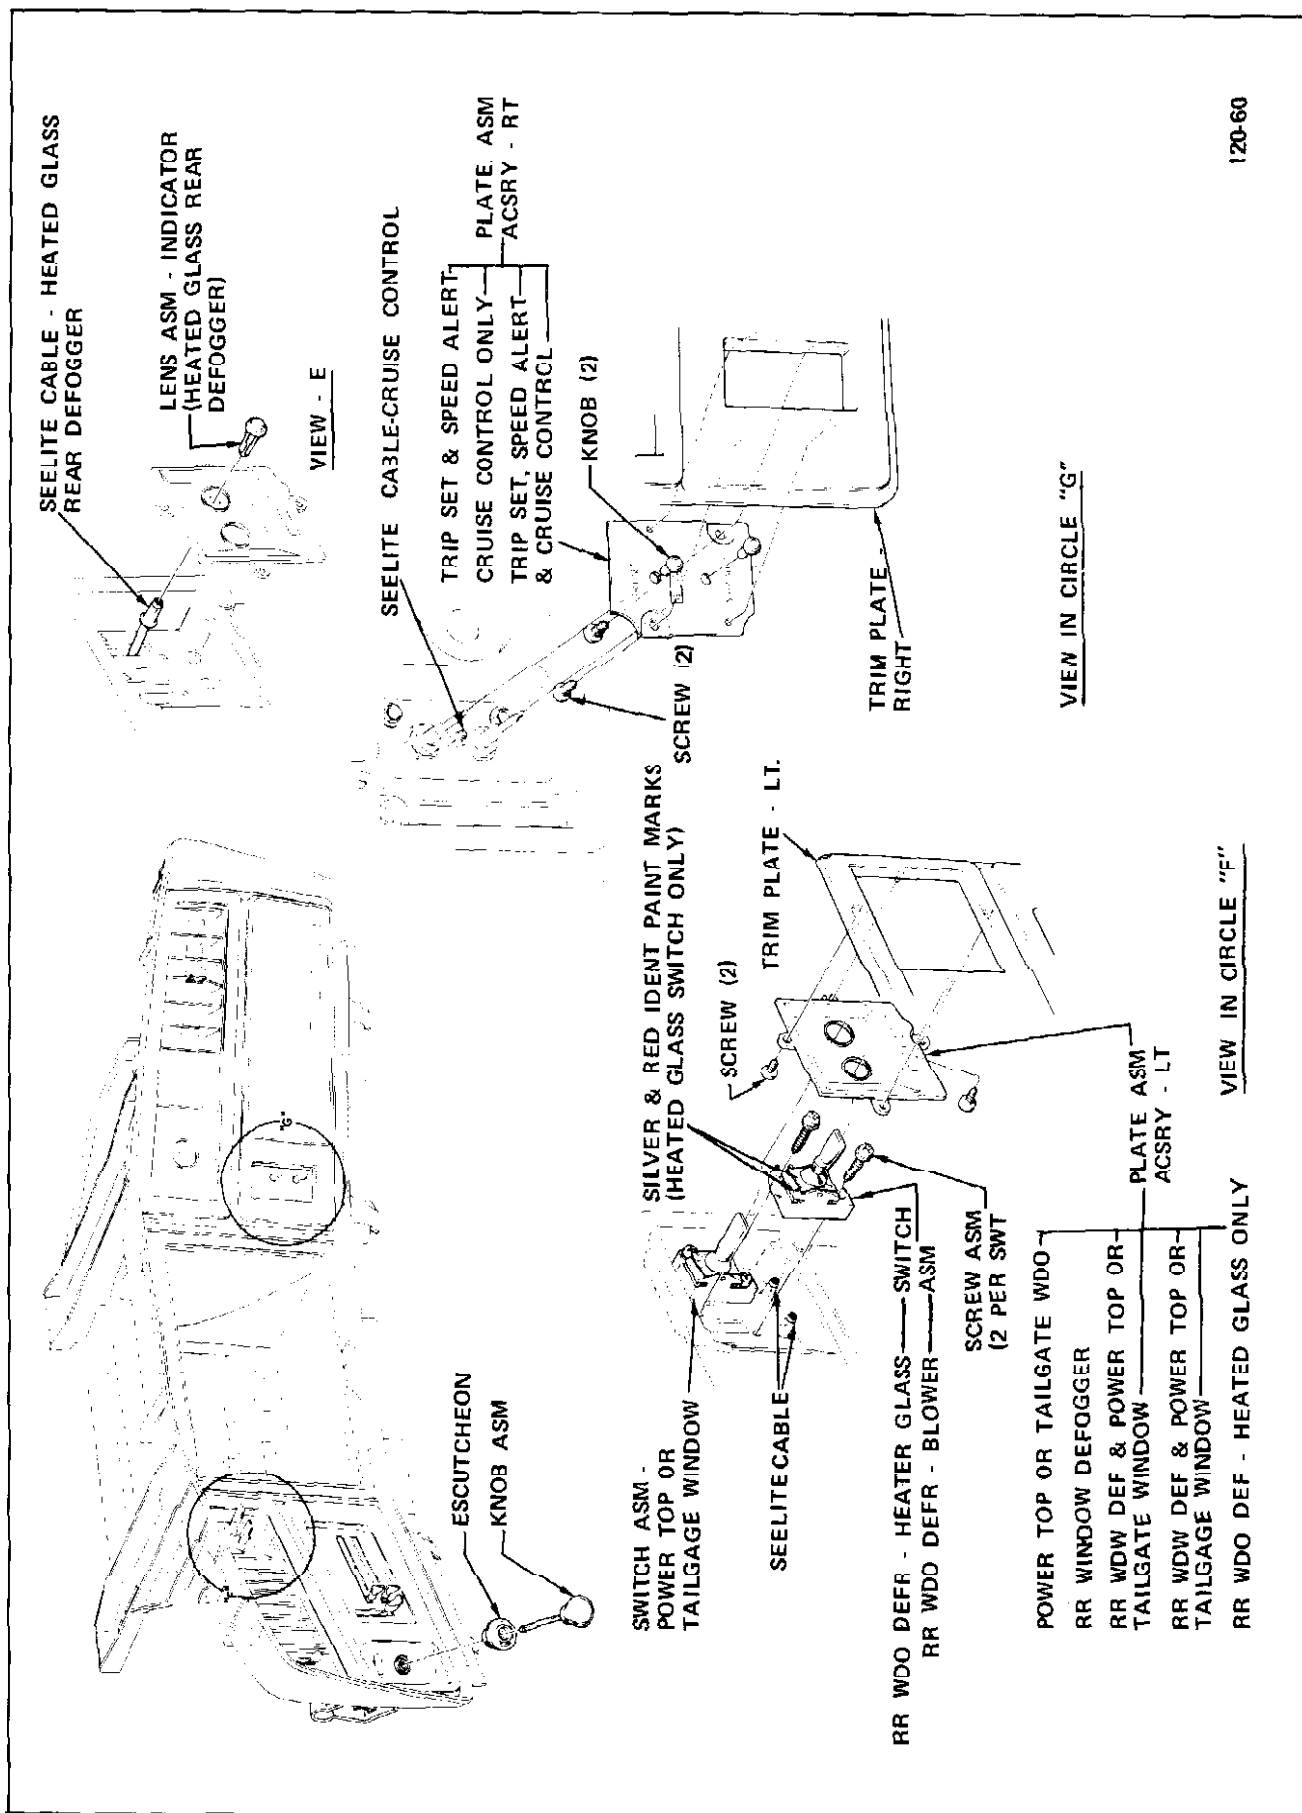 SEELITE CABLE - HEATED GLASS
REAR DEFOGGER
LENS ASM - INDICATOR
(HEATED GLASS REAR
DEFOGGER)
VIEW - E
SEELITE CABLE-CRUISE CONTROL
TRIP SET & SPEED ALERT
CRUISE CONTROL ONLY
TRIP SET, SPEED ALERT
& CRUISE CONTROL
PLATE ASM
ACSRY - RT
KNOB (2)
SCREW (2)
TRIM PLATE -
RIGHT
VIEW IN CIRCLE "G"
"G"
ESCUTCHEON
KNOB ASM
SWITCH ASM -
POWER TOP OR
TAILGAGE WINDOW
SILVER & RED IDENT PAINT MARKS
(HEATED GLASS SWITCH ONLY)
SCREW (2)
TRIM PLATE - LT.
SEELITE CABLE
RR WDO DEFR - HEATER GLASS
RR WDO DEFR - BLOWER
SWITCH
ASM
SCREW ASM
(2 PER SWT
POWER TOP OR TAILGATE WDO
RR WINDOW DEFOGGER
RR WDW DEF & POWER TOP OR
TAILGATE WINDOW
RR WDW DEF & POWER TOP OR
TAILGAGE WINDOW
RR WDO DEF - HEATED GLASS ONLY
PLATE ASM
ACSRY - LT
VIEW IN CIRCLE "F"
120-60